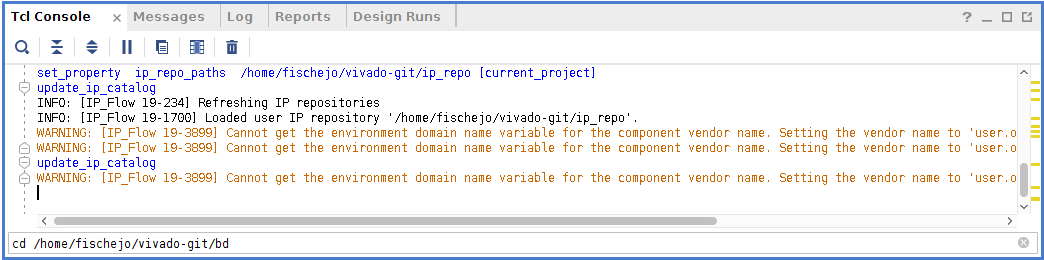 Tcl Console × Messages Log Reports Design Runs ?
set_property ip_repo_paths /home/fischejo/vivado-git/ip_repo [current_project]
update_ip_catalog
INFO: [IP_Flow 19-234] Refreshing IP repositories
INFO: [IP_Flow 19-1700] Loaded user IP repository '/home/fischejo/vivado-git/ip_repo'.
WARNING: [IP_Flow 19-3899] Cannot get the environment domain name variable for the component vendor name. Setting the vendor name to 'user.o
WARNING: [IP_Flow 19-3899] Cannot get the environment domain name variable for the component vendor name. Setting the vendor name to 'user.o
update_ip_catalog
WARNING: [IP_Flow 19-3899] Cannot get the environment domain name variable for the component vendor name. Setting the vendor name to 'user.o
cd /home/fischejo/vivado-git/bd